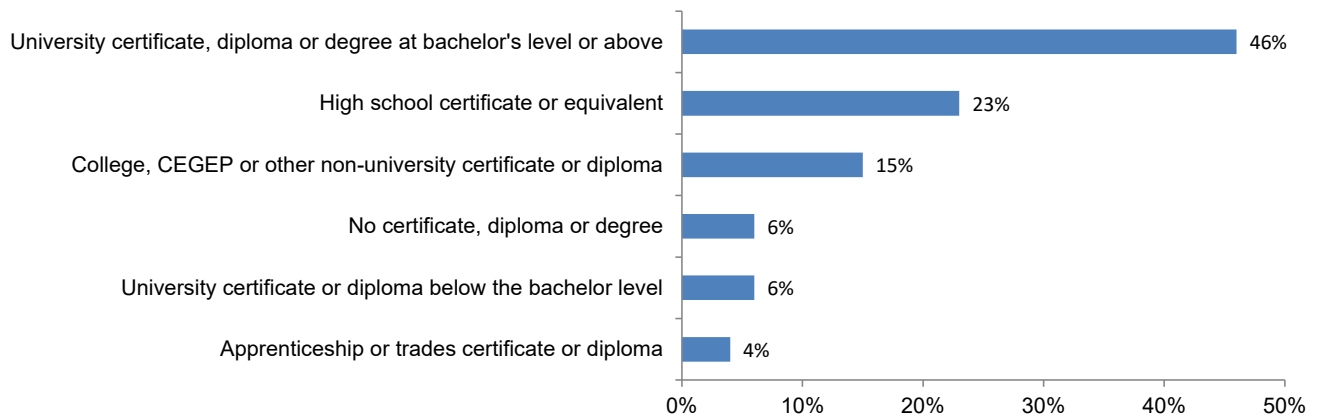 University certificate, diploma or degree at bachelor's level or above 46%
High school certificate or equivalent 23%
College, CEGEP or other non-university certificate or diploma 15%
No certificate, diploma or degree 6%
University certificate or diploma below the bachelor level 6%
Apprenticeship or trades certificate or diploma 4%
0% 10% 20% 30% 40% 50%